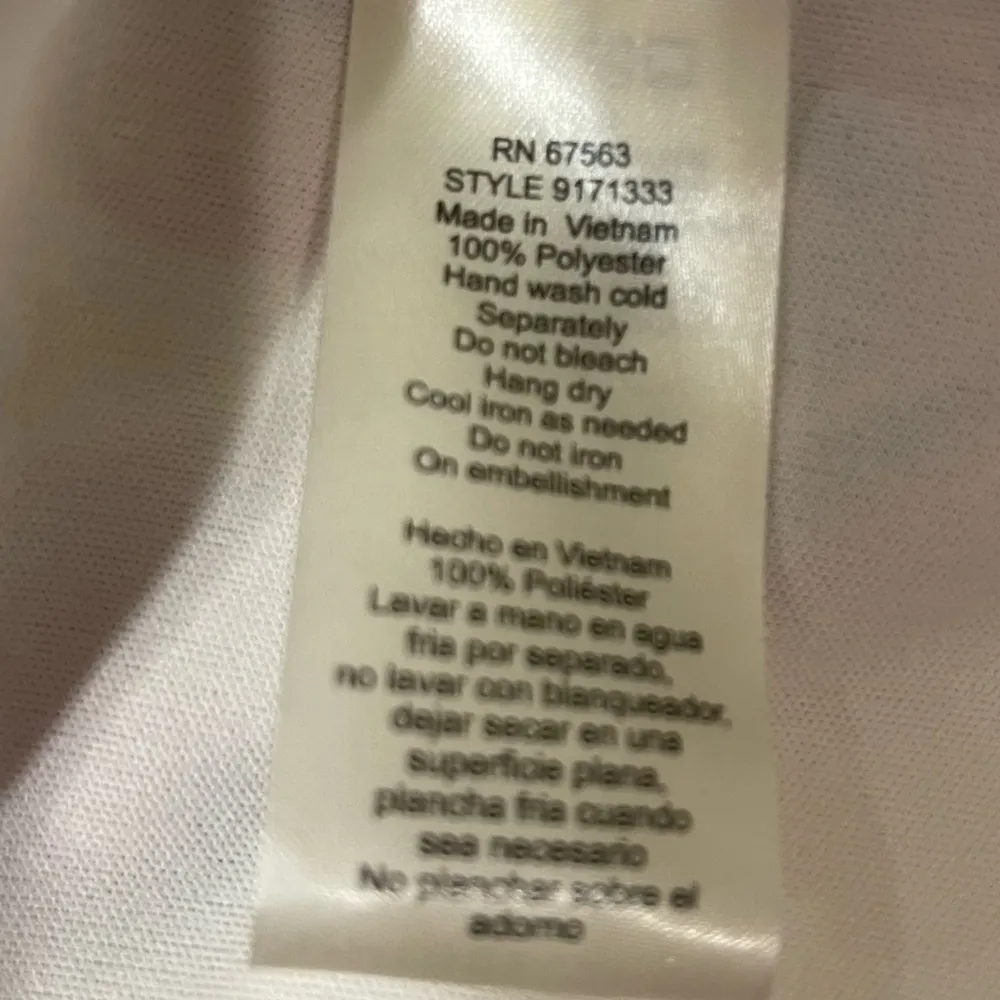 RN 67563
STYLE 9171333
Made in Vietnam
100% Polyester
Hand wash cold
Separately
Do not bleach
Hang dry
Cool iron as needed
Do not iron
On embellishment
Hecho en Vietnam
100% Poliéster
Lavar a mano en agua
fria por separado,
no lavar con blanqueador,
dejar secar en una
superficie plana,
plancha fria cuando
sea necesario
No planchar sobre el
adorno